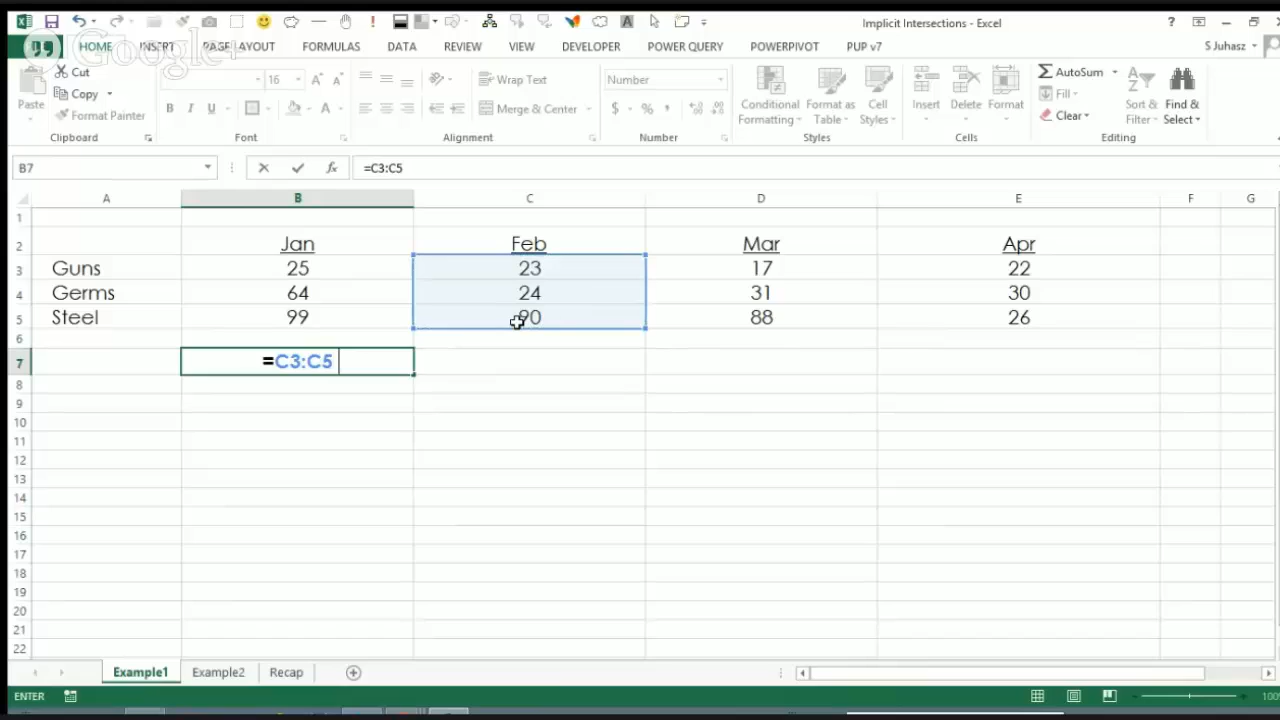 Implicit Intersections - Excel
?
Google+
HOME INSERT PAGE LAYOUT FORMULAS DATA REVIEW VIEW DEVELOPER POWER QUERY POWERPIVOT PUP v7 S Juhasz
Paste
Cut
Copy
Format Painter
16
B I U
Wrap Text
Merge & Center
Number
$ %
Conditional Formatting
Format as Table
Cell Styles
Insert
Delete
Format
AutoSum
Fill
Clear
Sort & Filter
Find & Select
Clipboard Font Alignment Number Styles Cells Editing
B7 fx =C3:C5
A B C D E F G
1
2 Jan Feb Mar Apr
3 Guns 25 23 17 22
4 Germs 64 24 31 30
5 Steel 99 90 88 26
6
7 =C3:C5
8
9
10
11
12
13
14
15
16
17
18
19
20
21
22
Example1 Example2 Recap
ENTER 100